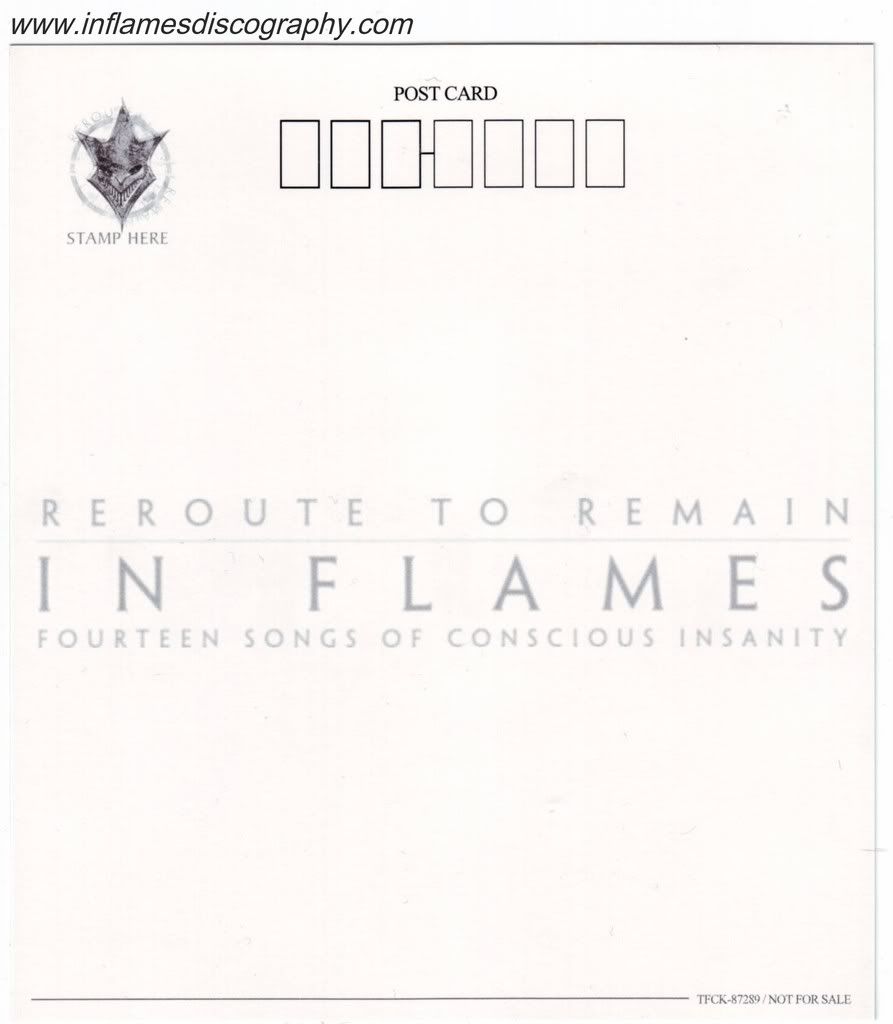 www.inflamesdiscography.com
POST CARD
STAMP HERE
REROUTE TO REMAIN
IN FLAMES
FOURTEEN SONGS OF CONSCIOUS INSANITY
TFCK-87289 / NOT FOR SALE